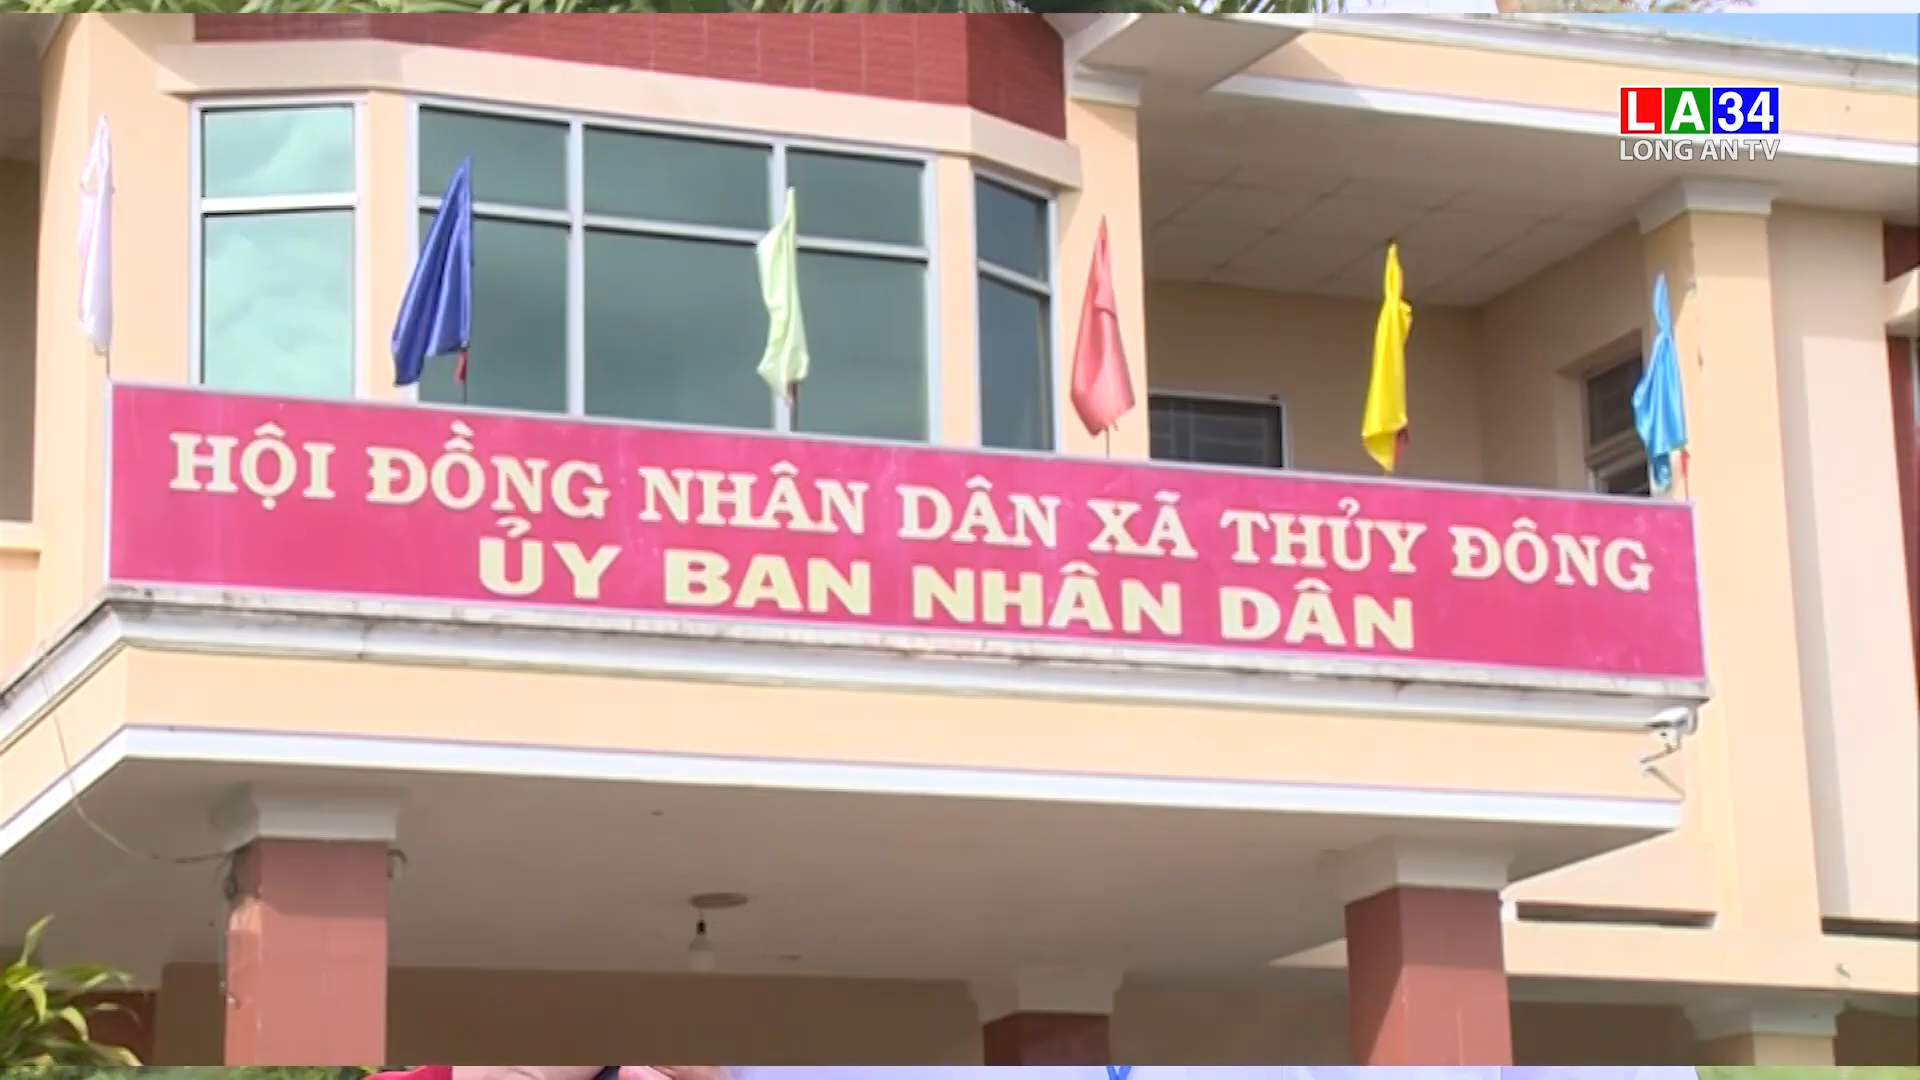 LA34
LONG AN TV
HỘI ĐỒNG NHÂN DÂN XÃ THỦY ĐÔNG
ỦY BAN NHÂN DÂN